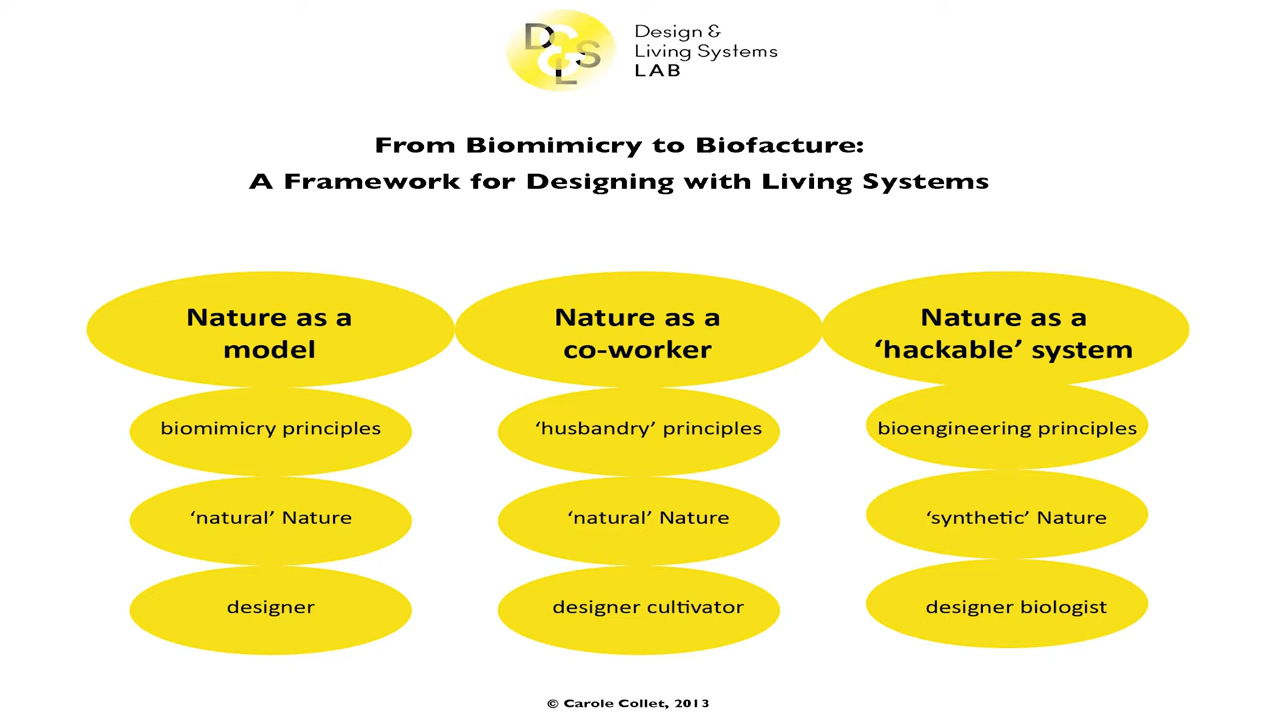 D&LS
Design &
Living Systems
LAB
From Biomimicry to Biofacture:
A Framework for Designing with Living Systems
Nature as a
model
Nature as a
co-worker
Nature as a
‘hackable’ system
biomimicry principles
‘husbandry’ principles
bioengineering principles
‘natural’ Nature
‘natural’ Nature
‘synthetic’ Nature
designer
designer cultivator
designer biologist
© Carole Collet, 2013